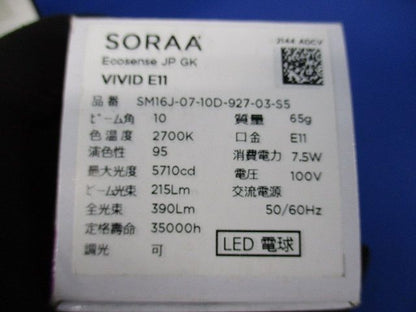 SORAA
2144 ADCV
Ecosense JP GK
VIVID E11
品番 SM16J-07-10D-927-03-S5
ビーム角 10 質量 65g
色温度 2700K 口金 E11
演色性 95 消費電力 7.5W
最大光度 5710cd 電圧 100V
ビーム光束 215Lm 交流電源
全光束 390Lm 50/60Hz
定格寿命 35000h
調光 可 LED 電球